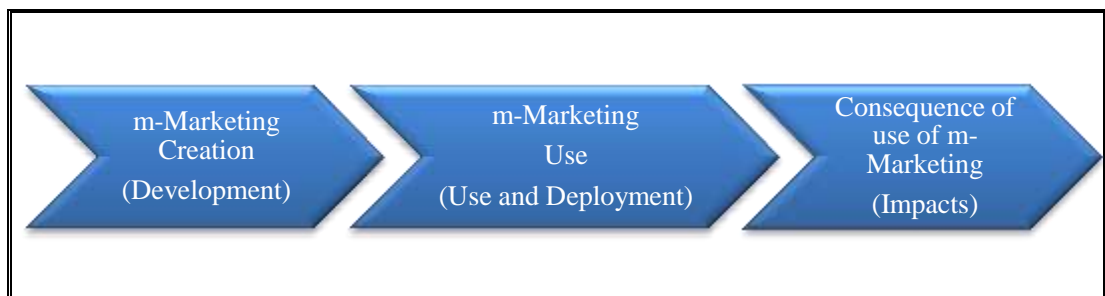 m-Marketing
Creation
(Development)
m-Marketing
Use
(Use and Deployment)
Consequence of
use of m-
Marketing
(Impacts)